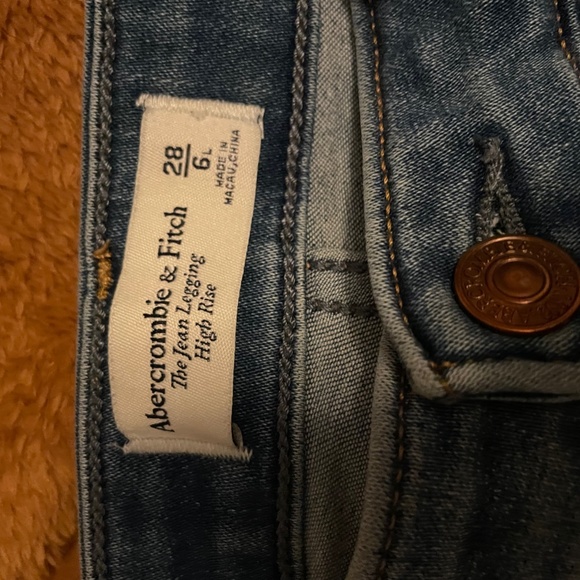 Abercrombie & Fitch
The Jean Legging
High Rise
28
6L
MADE IN
MACAU, CHINA